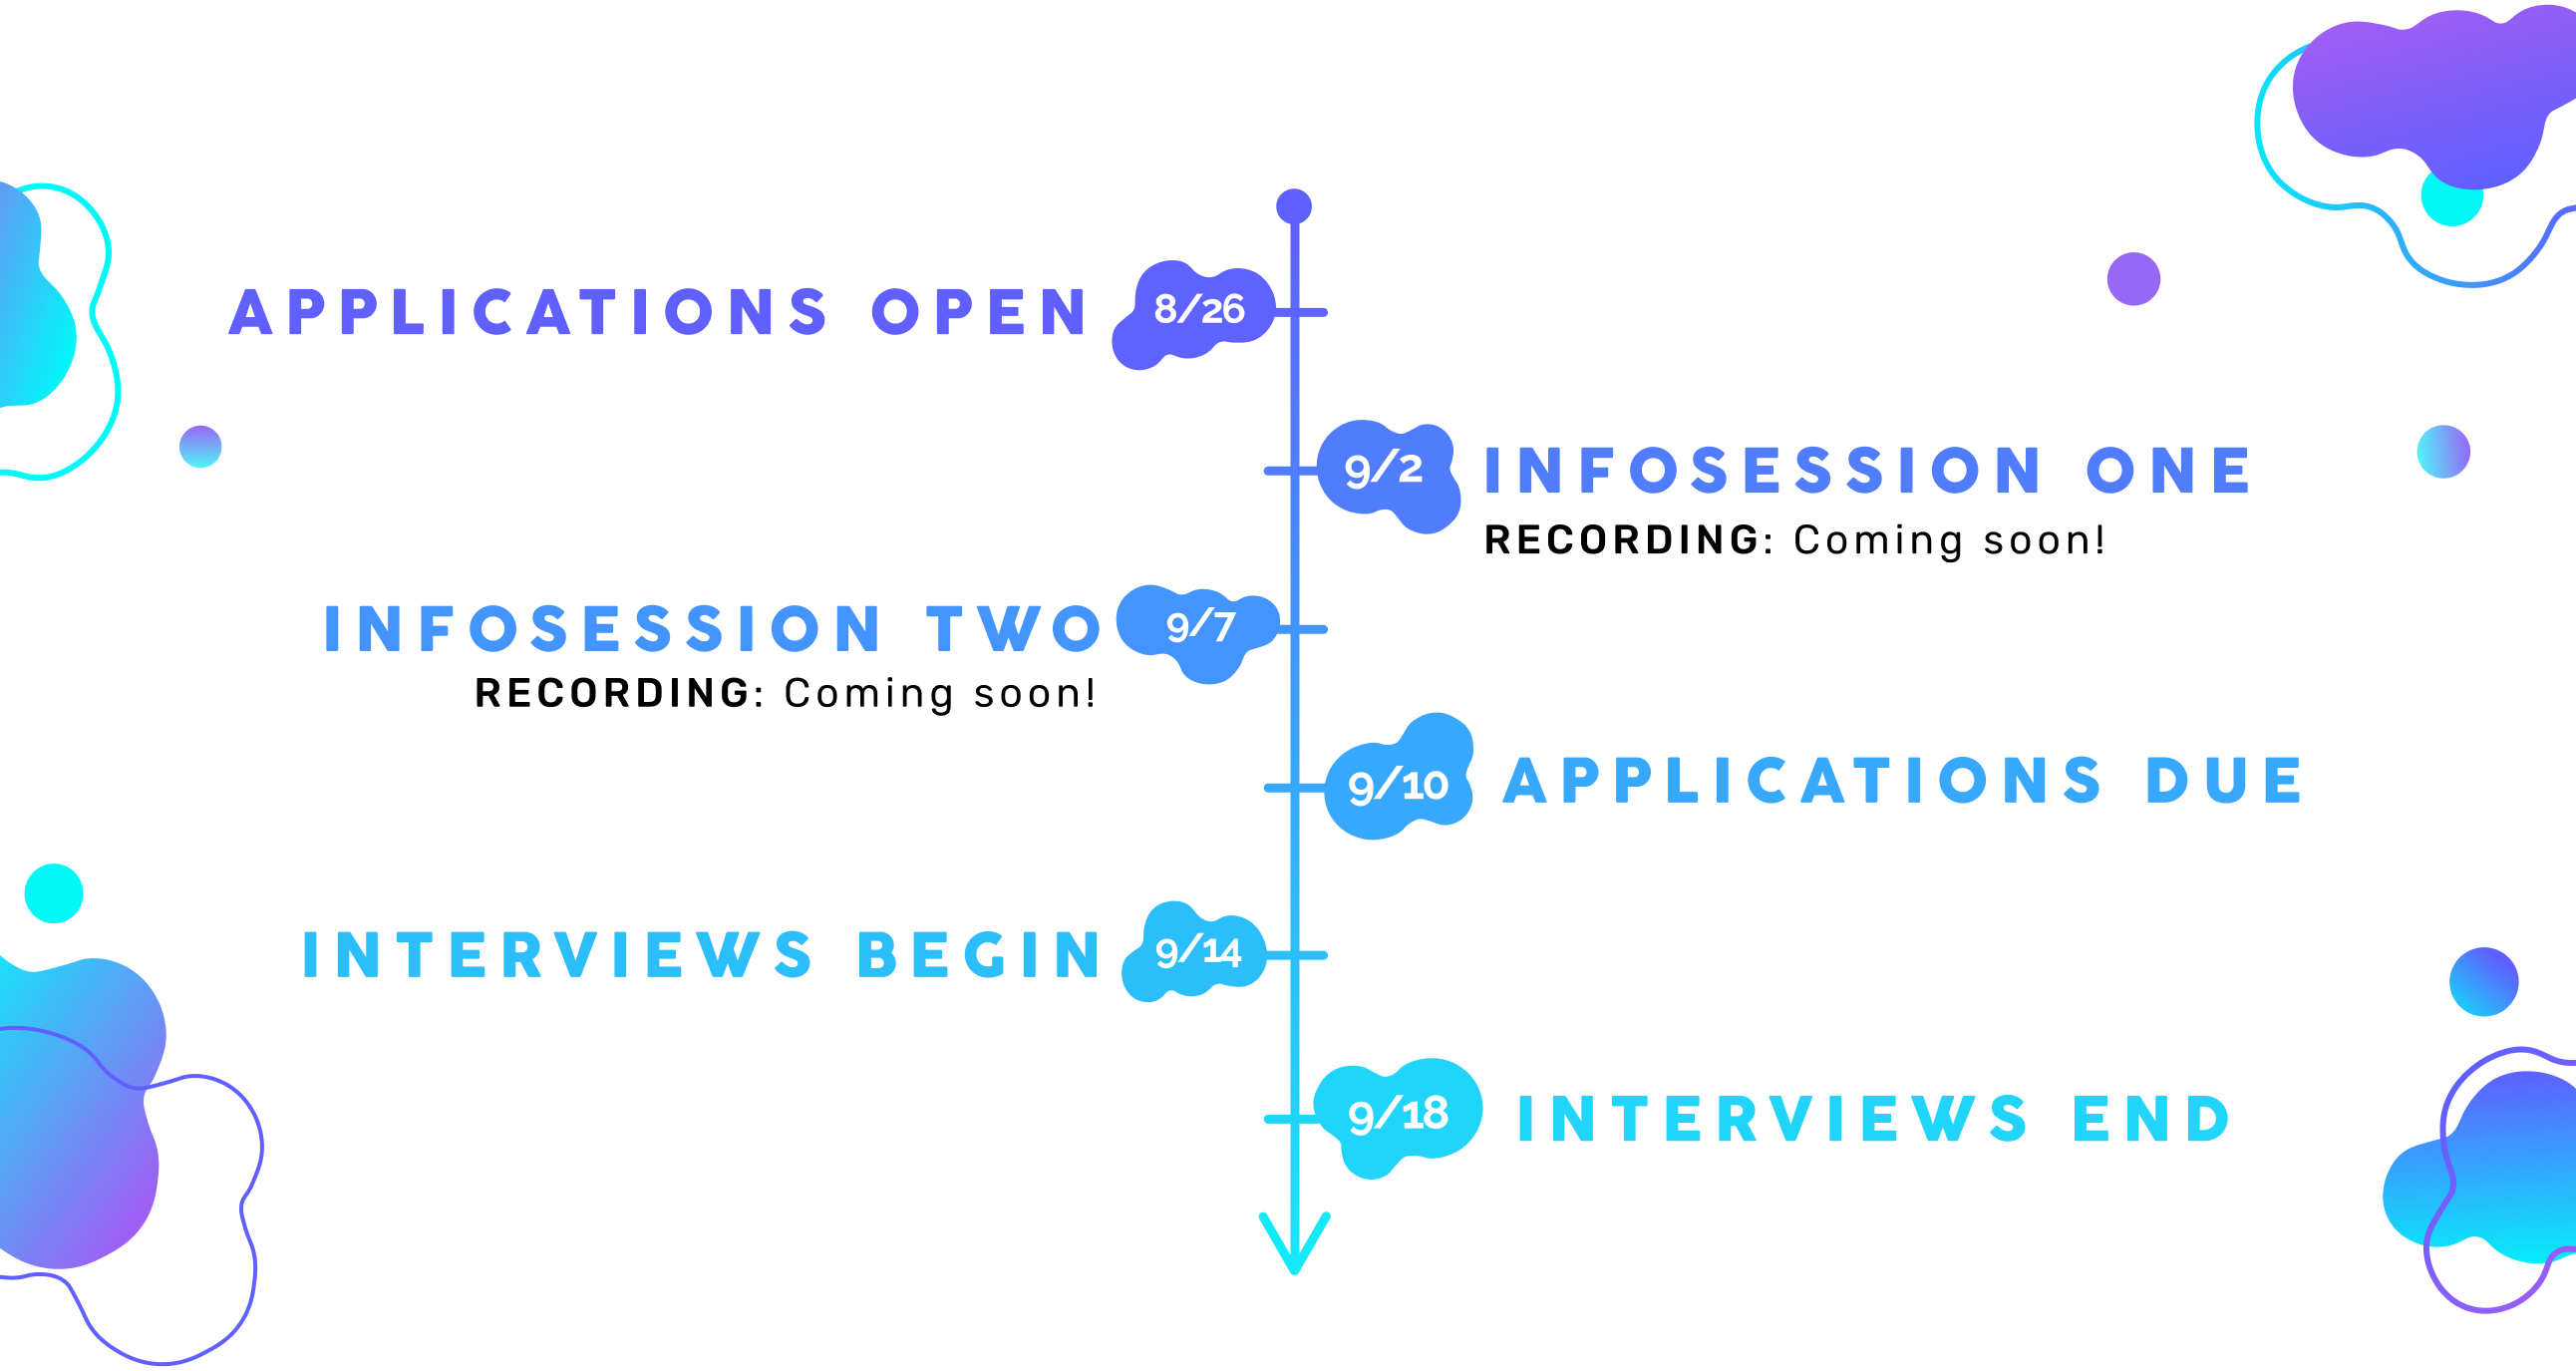 APPLICATIONS OPEN 8/26
9/2 INFOSESSION ONE
RECORDING: Coming soon!
INFOSESSION TWO 9/7
RECORDING: Coming soon!
9/10 APPLICATIONS DUE
INTERVIEWS BEGIN 9/14
9/18 INTERVIEWS END